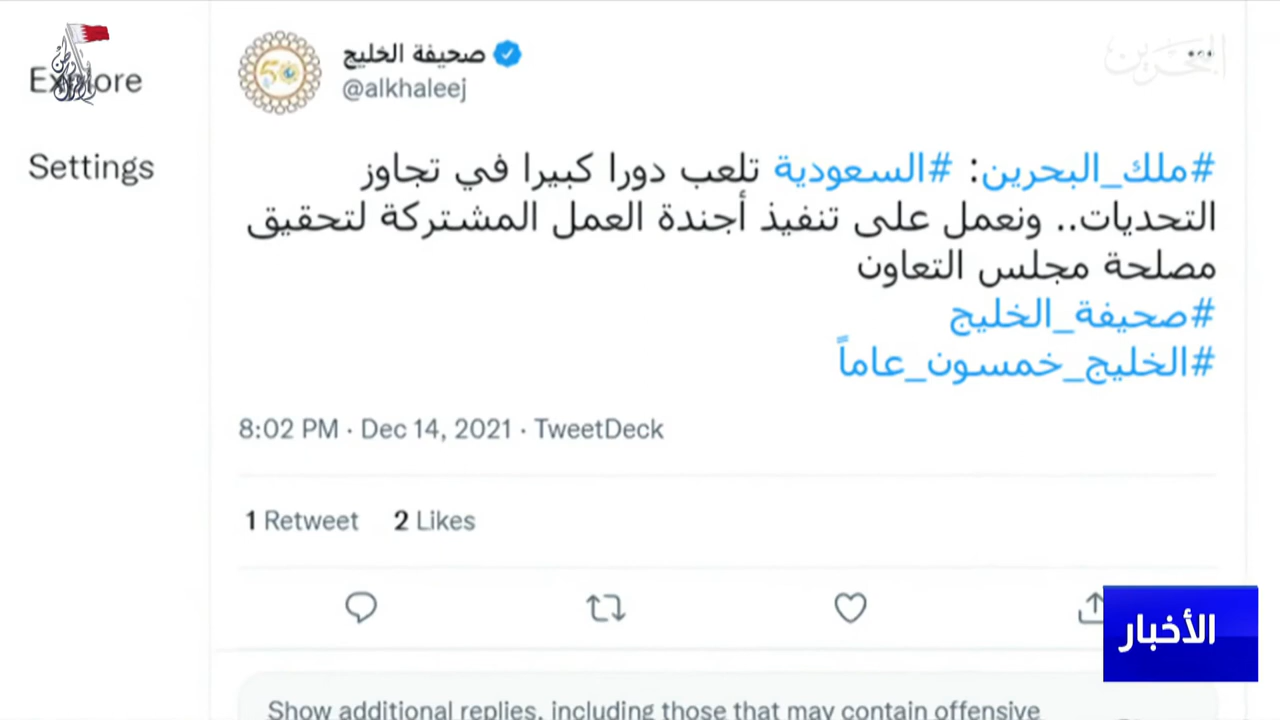 Explore
Settings
صحيفة الخليج
@alkhaleej
البحرين
#ملك_البحرين: #السعودية تلعب دورا كبيرا في تجاوز
التحديات.. ونعمل على تنفيذ أجندة العمل المشتركة لتحقيق
مصلحة مجلس التعاون
#صحيفة_الخليج
#الخليج_خمسون_عاماً
8:02 PM · Dec 14, 2021 · TweetDeck
1 Retweet 2 Likes
الأخبار
Show additional replies, including those that may contain offensive